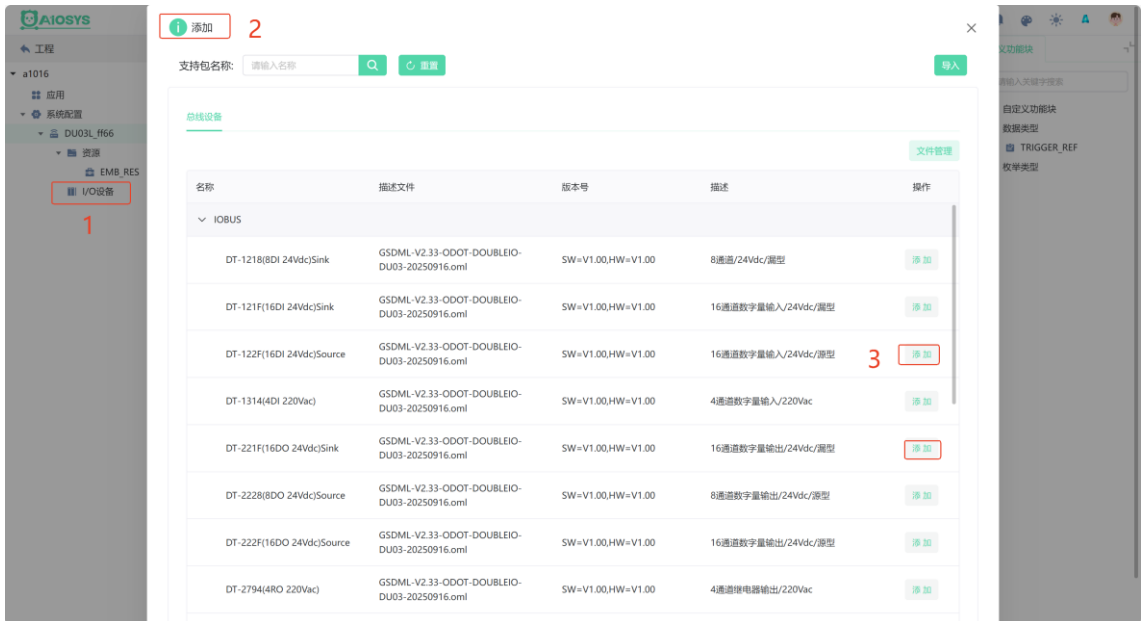 AIOSYS
工程
a1016
应用
系统配置
DU03L_ff66
资源
EMB_RES
I/O设备
1
添加
2
支持包名称:
请输入名称
重置
导入
总线设备
文件管理
名称 描述文件 版本号 描述 操作
IOBUS
DT-1218(8DI 24Vdc)Sink GSDML-V2.33-ODOT-DOUBLEIO- SW=V1.00,HW=V1.00 8通道/24Vdc/漏型 添加
DU03-20250916.oml
DT-121F(16DI 24Vdc)Sink GSDML-V2.33-ODOT-DOUBLEIO- SW=V1.00,HW=V1.00 16通道数字量输入/24Vdc/漏型 添加
DU03-20250916.oml
DT-122F(16DI 24Vdc)Source GSDML-V2.33-ODOT-DOUBLEIO- SW=V1.00,HW=V1.00 16通道数字量输入/24Vdc/源型 3 添加
DU03-20250916.oml
DT-1314(4DI 220Vac) GSDML-V2.33-ODOT-DOUBLEIO- SW=V1.00,HW=V1.00 4通道数字量输入/220Vac 添加
DU03-20250916.oml
DT-221F(16DO 24Vdc)Sink GSDML-V2.33-ODOT-DOUBLEIO- SW=V1.00,HW=V1.00 16通道数字量输出/24Vdc/漏型 添加
DU03-20250916.oml
DT-2228(8DO 24Vdc)Source GSDML-V2.33-ODOT-DOUBLEIO- SW=V1.00,HW=V1.00 8通道数字量输出/24Vdc/源型 添加
DU03-20250916.oml
DT-222F(16DO 24Vdc)Source GSDML-V2.33-ODOT-DOUBLEIO- SW=V1.00,HW=V1.00 16通道数字量输出/24Vdc/源型 添加
DU03-20250916.oml
DT-2794(4RO 220Vac) GSDML-V2.33-ODOT-DOUBLEIO- SW=V1.00,HW=V1.00 4通道继电器输出/220Vac 添加
DU03-20250916.oml
义功能块
请输入关键字搜索
自定义功能块
数据类型
TRIGGER_REF
枚举类型